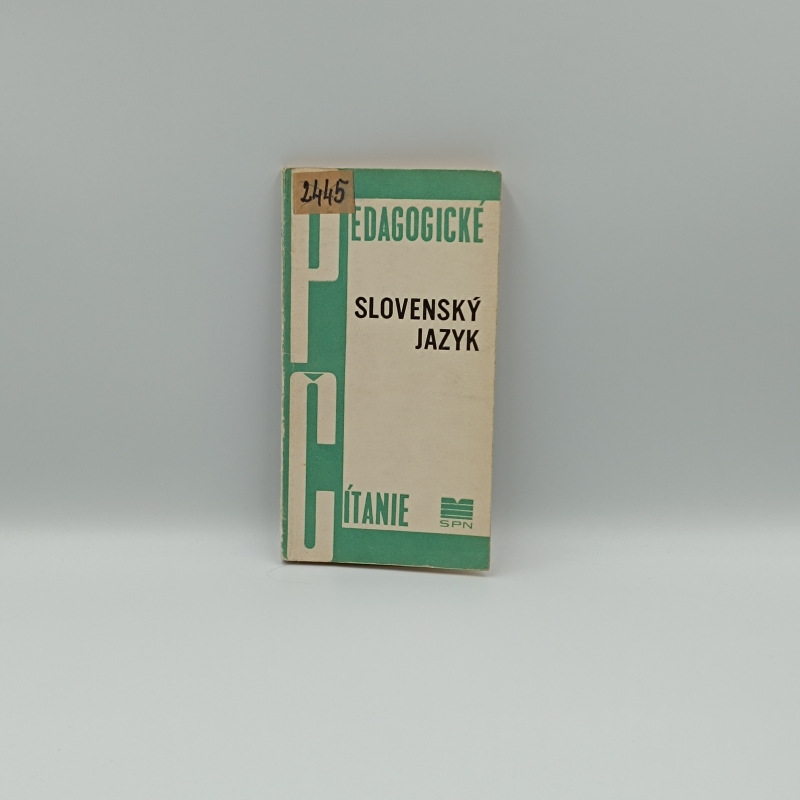 2445
PEDAGOGICKÉ
SLOVENSKÝ
JAZYK
ČÍTANIE
SPN